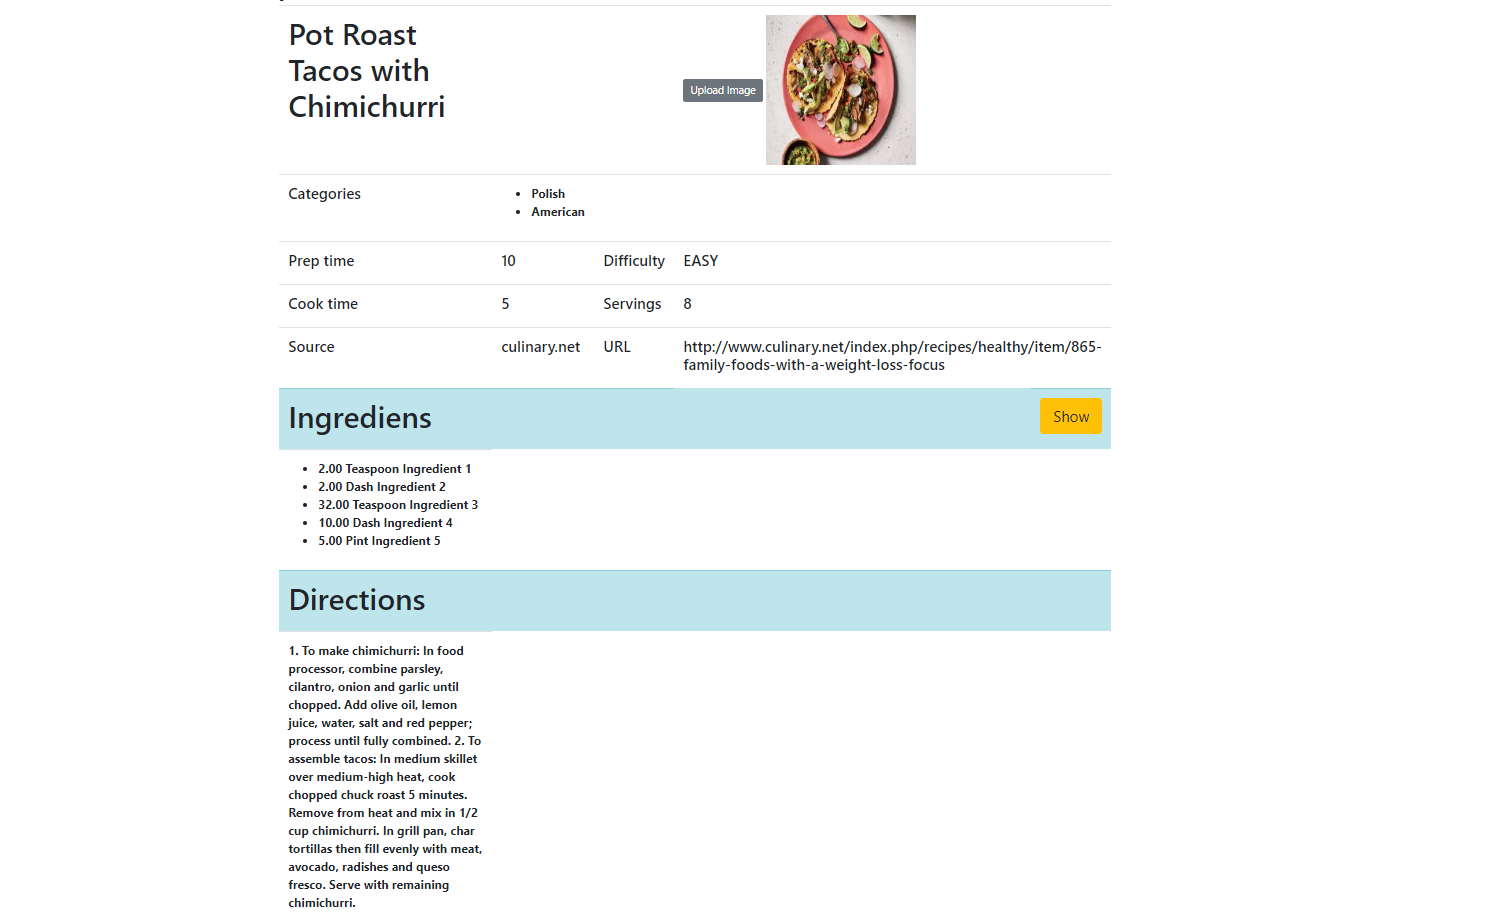 Pot Roast
Tacos with
Chimichurri
Upload Image
Categories
Polish
American
Prep time 10 Difficulty EASY
Cook time 5 Servings 8
Source culinary.net URL http://www.culinary.net/index.php/recipes/healthy/item/865-
family-foods-with-a-weight-loss-focus
Ingrediens Show
2.00 Teaspoon Ingredient 1
2.00 Dash Ingredient 2
32.00 Teaspoon Ingredient 3
10.00 Dash Ingredient 4
5.00 Pint Ingredient 5
Directions
1. To make chimichurri: In food
processor, combine parsley,
cilantro, onion and garlic until
chopped. Add olive oil, lemon
juice, water, salt and red pepper;
process until fully combined. 2. To
assemble tacos: In medium skillet
over medium-high heat, cook
chopped chuck roast 5 minutes.
Remove from heat and mix in 1/2
cup chimichurri. In grill pan, char
tortillas then fill evenly with meat,
avocado, radishes and queso
fresco. Serve with remaining
chimichurri.